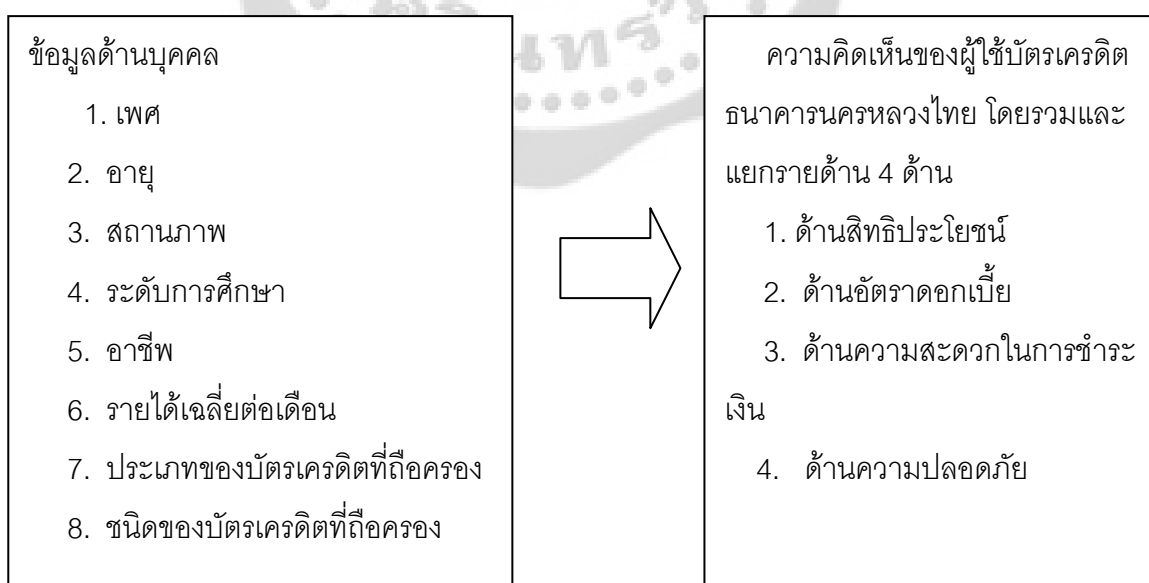 ข้อมูลด้านบุคคล
1. เพศ
2. อายุ
3. สถานภาพ
4. ระดับการศึกษา
5. อาชีพ
6. รายได้เฉลี่ยต่อเดือน
7. ประเภทของบัตรเครดิตที่ถือครอง
8. ชนิดของบัตรเครดิตที่ถือครอง
ความคิดเห็นของผู้ใช้บัตรเครดิต
ธนาคารนครหลวงไทย โดยรวมและ
แยกรายด้าน 4 ด้าน
1. ด้านสิทธิประโยชน์
2. ด้านอัตราดอกเบี้ย
3. ด้านความสะดวกในการชำระ
เงิน
4. ด้านความปลอดภัย